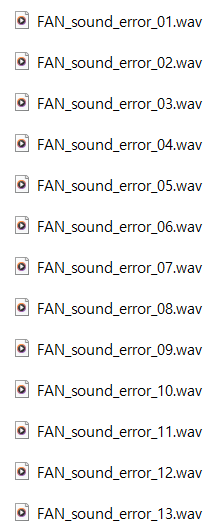 FAN_sound_error_01.wav
FAN_sound_error_02.wav
FAN_sound_error_03.wav
FAN_sound_error_04.wav
FAN_sound_error_05.wav
FAN_sound_error_06.wav
FAN_sound_error_07.wav
FAN_sound_error_08.wav
FAN_sound_error_09.wav
FAN_sound_error_10.wav
FAN_sound_error_11.wav
FAN_sound_error_12.wav
FAN_sound_error_13.wav